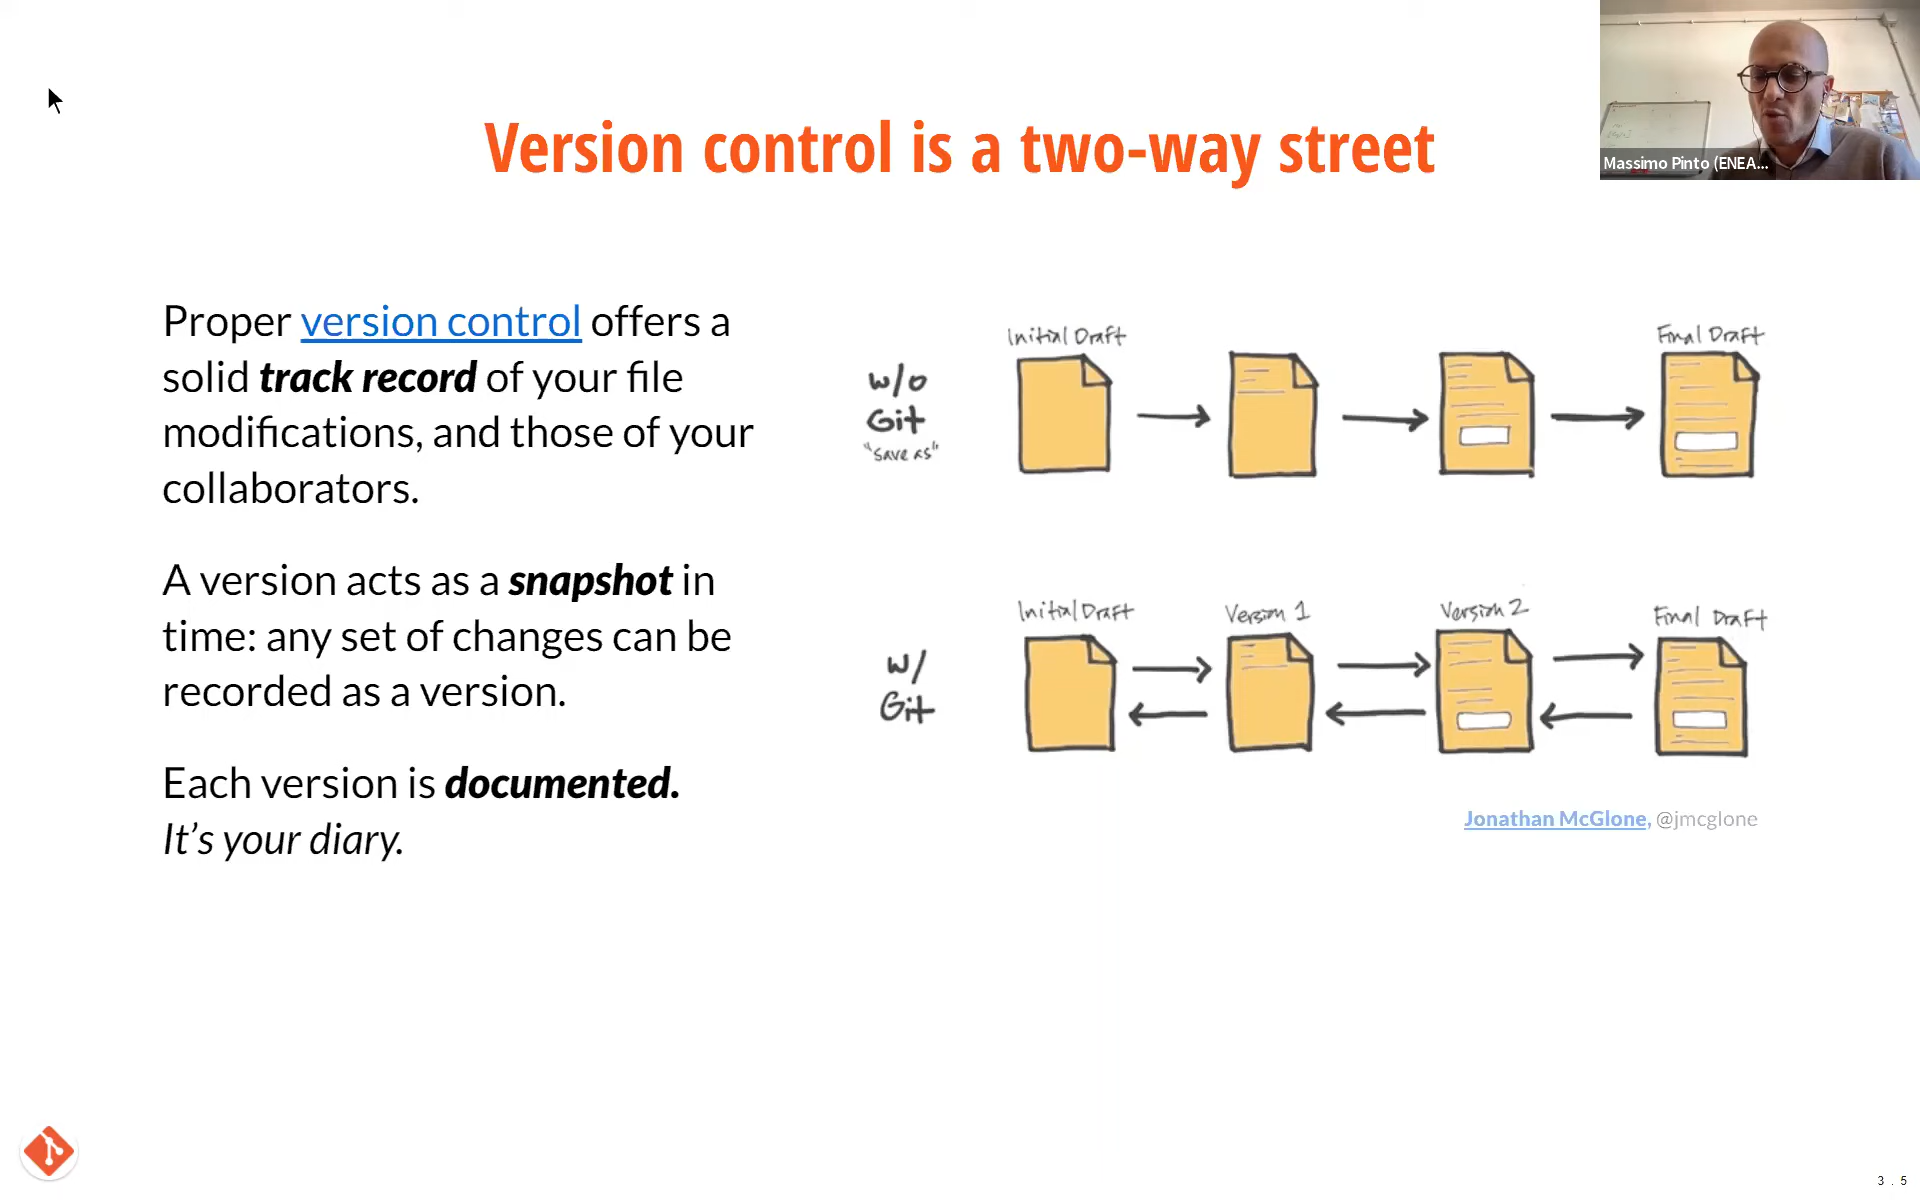 Version control is a two-way street
Massimo Pinto (ENEA...
Proper version control offers a
solid track record of your file
modifications, and those of your
collaborators.
A version acts as a snapshot in
time: any set of changes can be
recorded as a version.
Each version is documented.
It's your diary.
w/o
Git
"save as"
Initial Draft
Final Draft
w/
Git
Initial Draft
Version 1
Version 2
Final Draft
Jonathan McGlone, @jmcglone
3 . 5